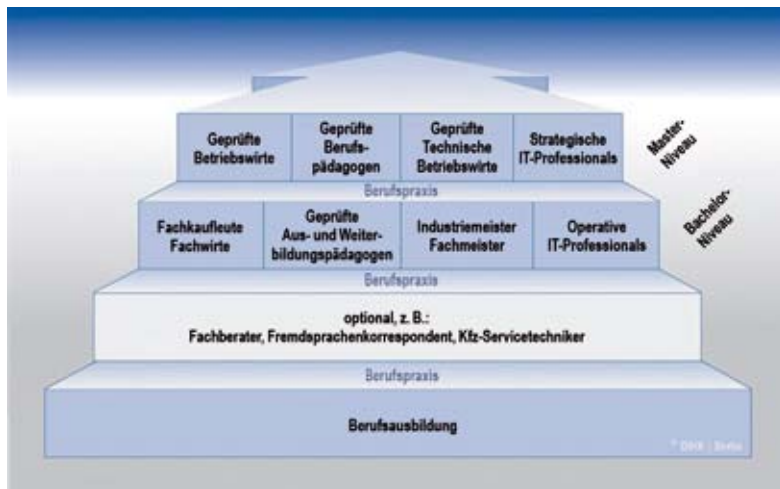 Geprüfte
Betriebswirte
Geprüfte
Berufs-
pädagogen
Geprüfte
Technische
Betriebswirte
Strategische
IT-Professionals
Master-
Niveau
Berufspraxis
Fachkaufleute
Fachwirte
Geprüfte
Aus- und Weiter-
bildungspädagogen
Industriemeister
Fachmeister
Operative
IT-Professionals
Bachelor-
Niveau
Berufspraxis
optional, z. B.:
Fachberater, Fremdsprachenkorrespondent, Kfz-Servicetechniker
Berufspraxis
Berufsausbildung